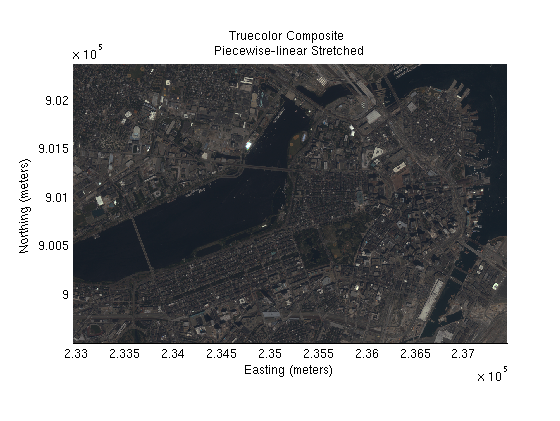 Truecolor Composite
Piecewise-linear Stretched
× 10^5
9.02
9.015
9.01
9.005
9
Northing (meters)
2.33 2.335 2.34 2.345 2.35 2.355 2.36 2.365 2.37
Easting (meters)
× 10^5